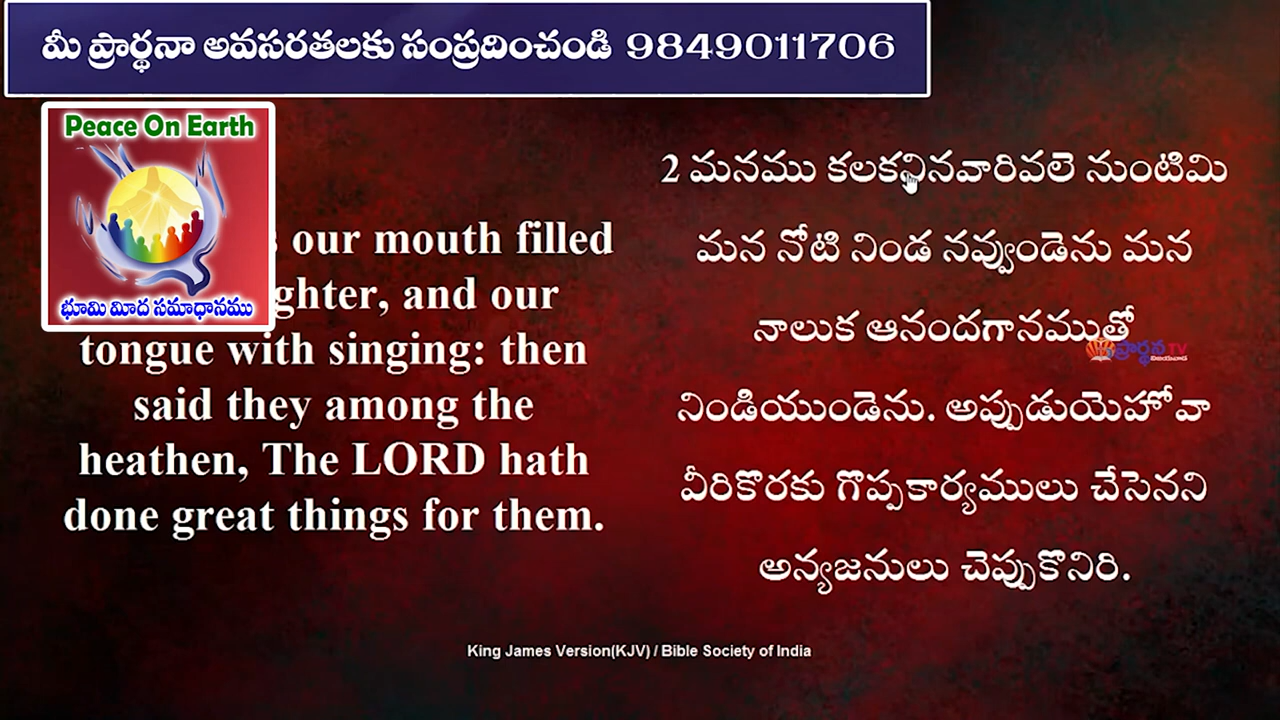 మీ ప్రార్థనా అవసరతలకు సంప్రదించండి 9849011706
Peace On Earth
భూమి మీద సమాధానము
our mouth filled
ghter, and our
tongue with singing: then
said they among the
heathen, The LORD hath
done great things for them.
2 మనము కలకనినవారివలె నుంటిమి
మన నోటి నిండ నవ్వుండెను మన
నాలుక ఆనందగానముతో
నిండియుండెను. అప్పుడుయెహోవా
వీరికొరకు గొప్పకార్యములు చేసెనని
అన్యజనులు చెప్పుకొనిరి.
ప్రార్థన TV
విజయవాడ
King James Version(KJV) / Bible Society of India